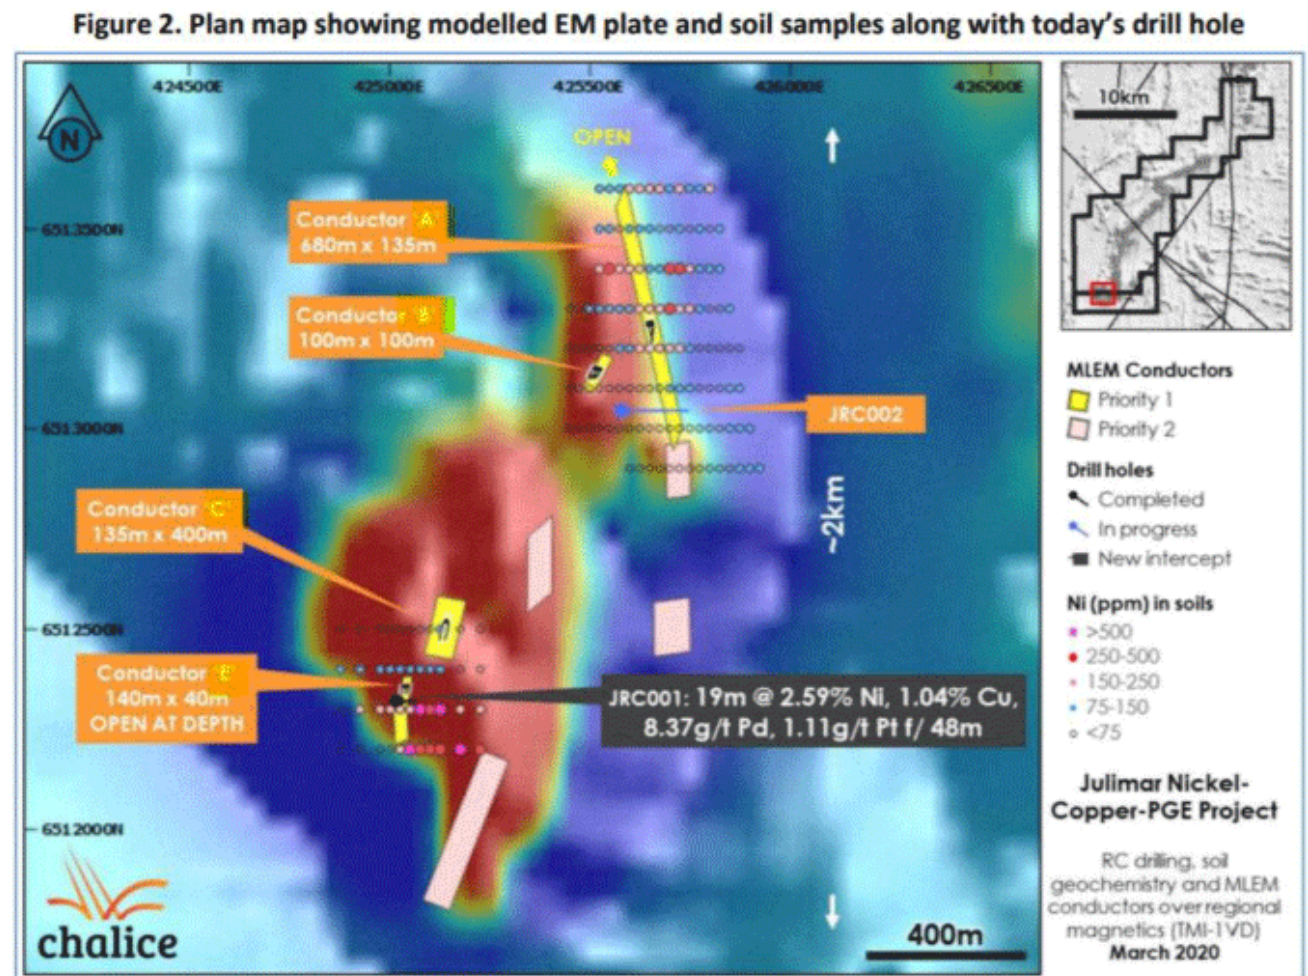 Figure 2. Plan map showing modelled EM plate and soil samples along with today's drill hole
424500E
425000E
425500E
426000E
426500E
N
OPEN
Conductor A
680m x 135m
6513500N
Conductor B
100m x 100m
JRC002
6513000N
~2km
Conductor C
135m x 400m
6512500N
Conductor
140m x 40m
OPEN AT DEPTH
JRC001: 19m @ 2.59% Ni, 1.04% Cu,
8.37g/t Pd, 1.11g/t Pt f/ 48m
6512000N
chalice
400m
10km
MLEM Conductors
Priority 1
Priority 2
Drill holes
Completed
In progress
New intercept
Ni (ppm) in soils
>500
250-500
150-250
75-150
<75
Julimar Nickel-
Copper-PGE Project
RC drilling, soil
geochemistry and MLEM
conductors over regional
magnetics (TMI-1VD)
March 2020